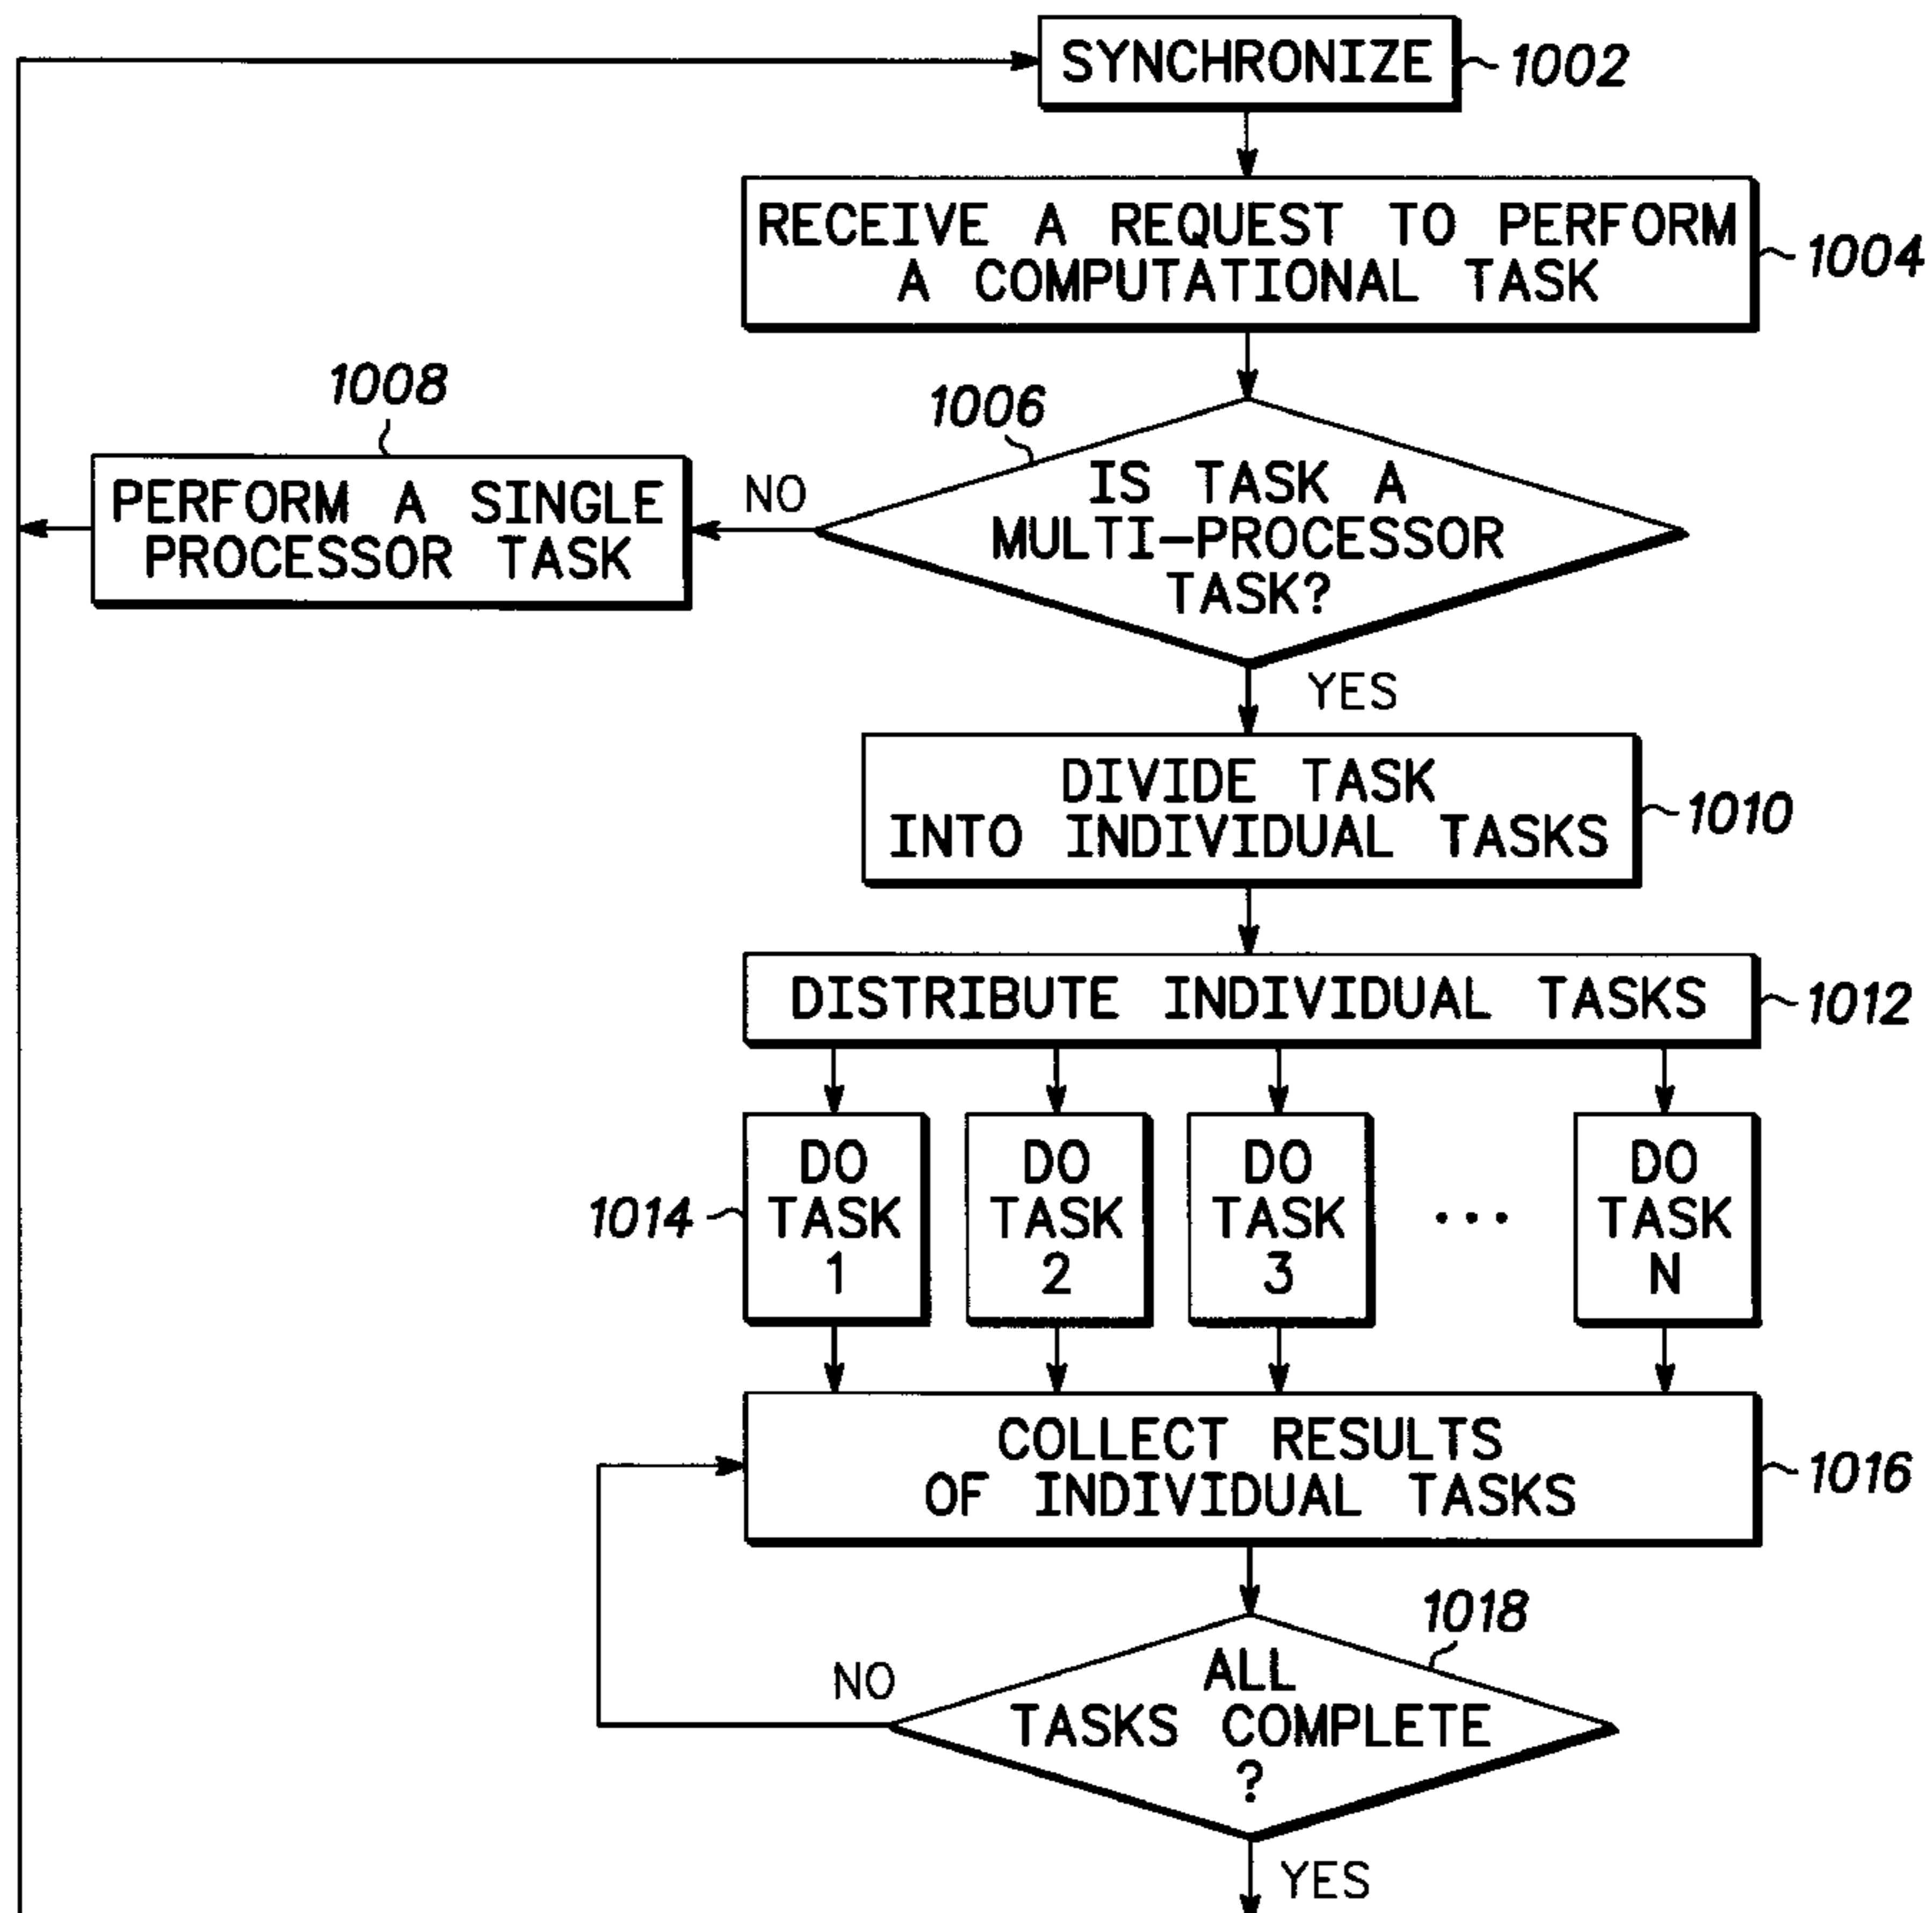 SYNCHRONIZE
1002
RECEIVE A REQUEST TO PERFORM
A COMPUTATIONAL TASK
1004
1006
IS TASK A
MULTI-PROCESSOR
TASK?
NO
1008
PERFORM A SINGLE
PROCESSOR TASK
YES
DIVIDE TASK
INTO INDIVIDUAL TASKS
1010
DISTRIBUTE INDIVIDUAL TASKS
1012
1014
DO
TASK
1
DO
TASK
2
DO
TASK
3
...
DO
TASK
N
COLLECT RESULTS
OF INDIVIDUAL TASKS
1016
1018
ALL
TASKS COMPLETE
?
NO
YES